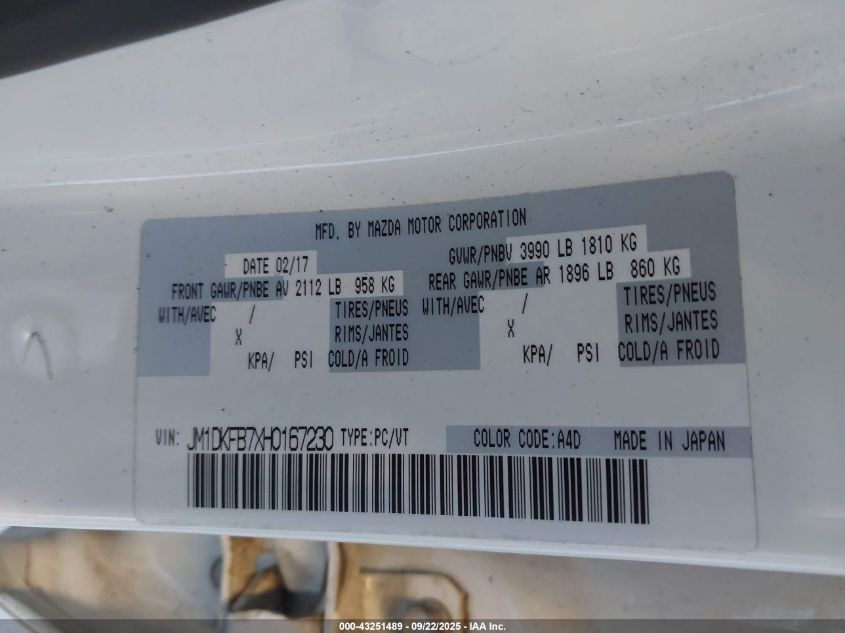 MFD. BY MAZDA MOTOR CORPORATION
DATE 02/17 GVWR/PNBV 3990 LB 1810 KG
FRONT GAWR/PNBE AV 2112 LB 958 KG REAR GAWR/PNBE AR 1896 LB 860 KG
WITH/AVEC / TIRES/PNEUS WITH/AVEC / TIRES/PNEUS
X RIMS/JANTES X RIMS/JANTES
KPA/ PSI COLD/A FROID KPA/ PSI COLD/A FROID
VIN: JM1DKFB7XH0167230 TYPE:PC/VT COLOR CODE:A4D MADE IN JAPAN
000-43251489 - 09/22/2025 - IAA Inc.